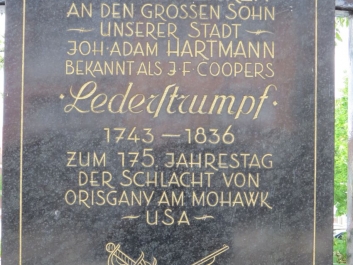 AN DEN GROSSEN SOHN
UNSERER STADT
JOH·ADAM HARTMANN
BEKANNT ALS J·F·COOPERS
·Lederstrumpf·
1743—1836
ZUM 175. JAHRESTAG
DER SCHLACHT VON
ORISGANY AM MOHAWK
U S A